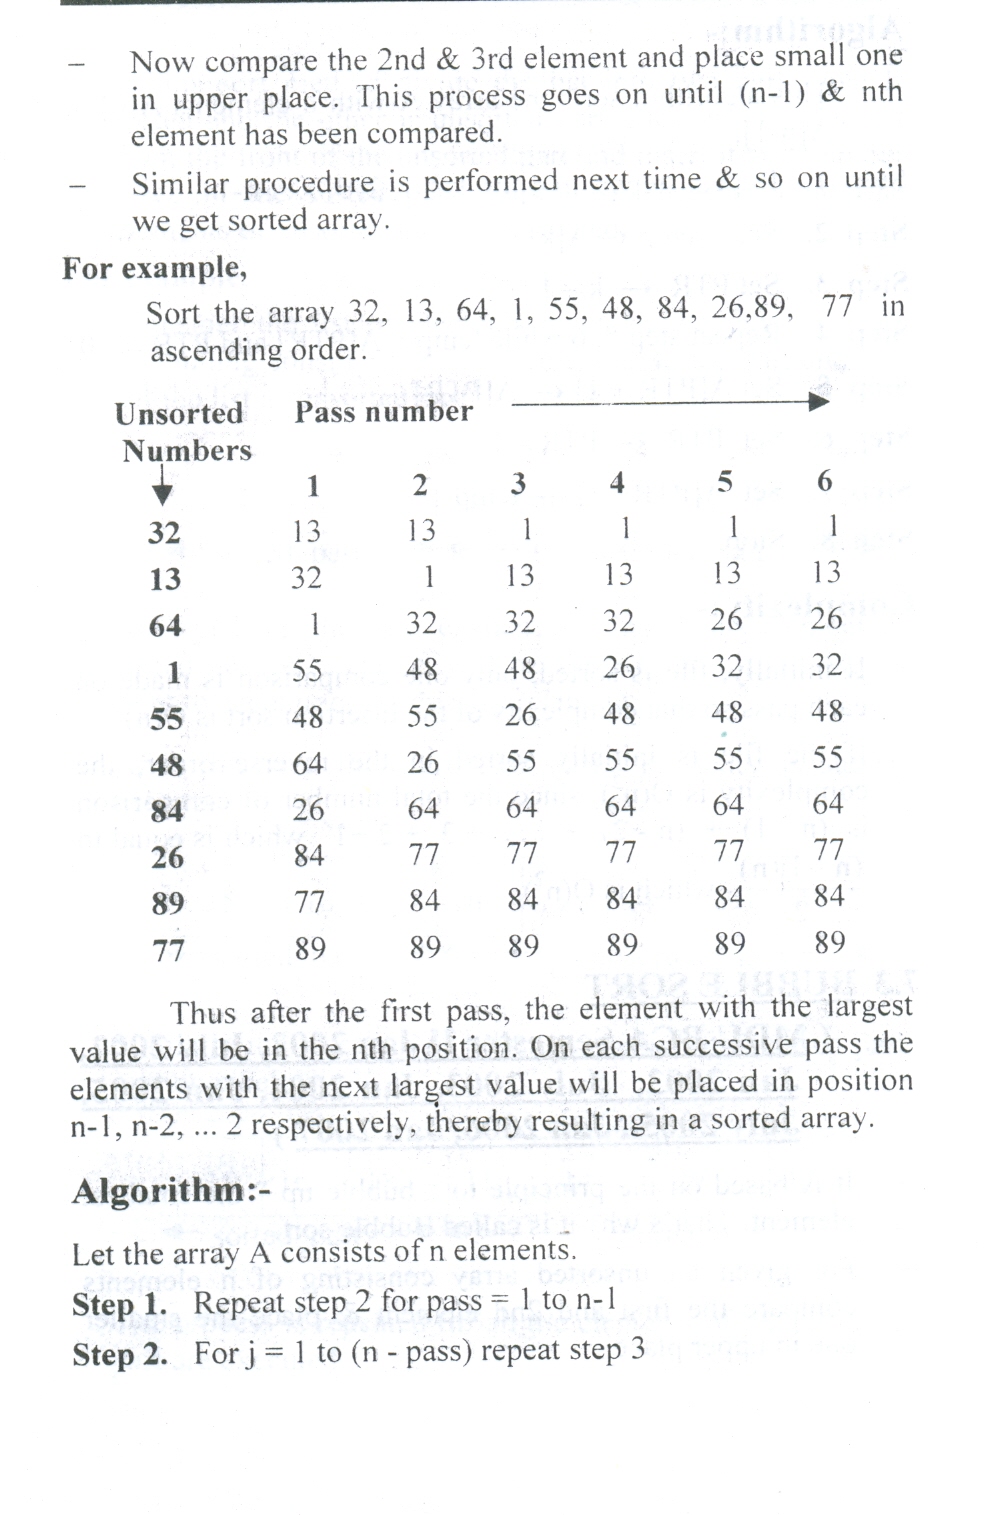 – Now compare the 2nd & 3rd element and place small one
in upper place. This process goes on until (n-1) & nth
element has been compared.
– Similar procedure is performed next time & so on until
we get sorted array.
For example,
Sort the array 32, 13, 64, 1, 55, 48, 84, 26,89, 77 in
ascending order.
Unsorted Pass number
Numbers
1 2 3 4 5 6
32 13 13 1 1 1 1
13 32 1 13 13 13 13
64 1 32 32 32 26 26
1 55 48 48 26 32 32
55 48 55 26 48 48 48
48 64 26 55 55 55 55
84 26 64 64 64 64 64
26 84 77 77 77 77 77
89 77 84 84 84 84 84
77 89 89 89 89 89 89
Thus after the first pass, the element with the largest
value will be in the nth position. On each successive pass the
elements with the next largest value will be placed in position
n-1, n-2, ... 2 respectively, thereby resulting in a sorted array.
Algorithm:-
Let the array A consists of n elements.
Step 1. Repeat step 2 for pass = 1 to n-1
Step 2. For j = 1 to (n - pass) repeat step 3